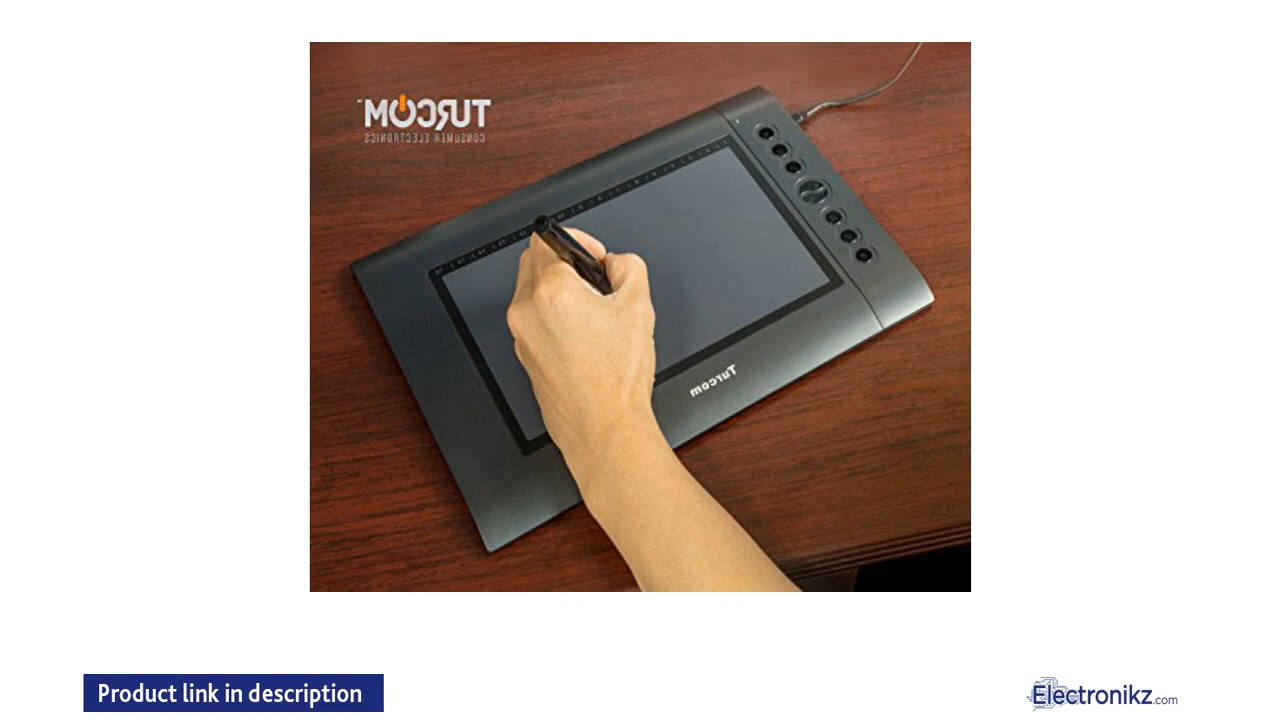 TURCOM
CONSUMER ELECTRONICS
Turcom
Product link in description
Electronikz.com